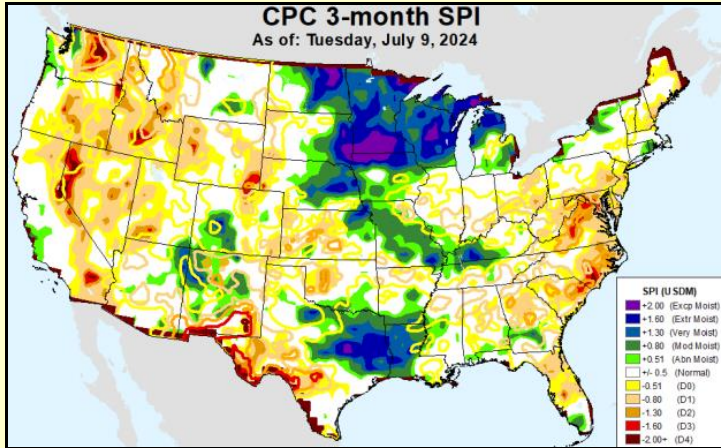 CPC 3-month SPI
As of: Tuesday, July 9, 2024
SPI (USDM)
+2.00 (Excp Moist)
+1.60 (Extr Moist)
+1.30 (Very Moist)
+0.80 (Mod Moist)
+0.51 (Abn Moist)
+/- 0.5 (Normal)
-0.51 (D0)
-0.80 (D1)
-1.30 (D2)
-1.60 (D3)
-2.00+ (D4)